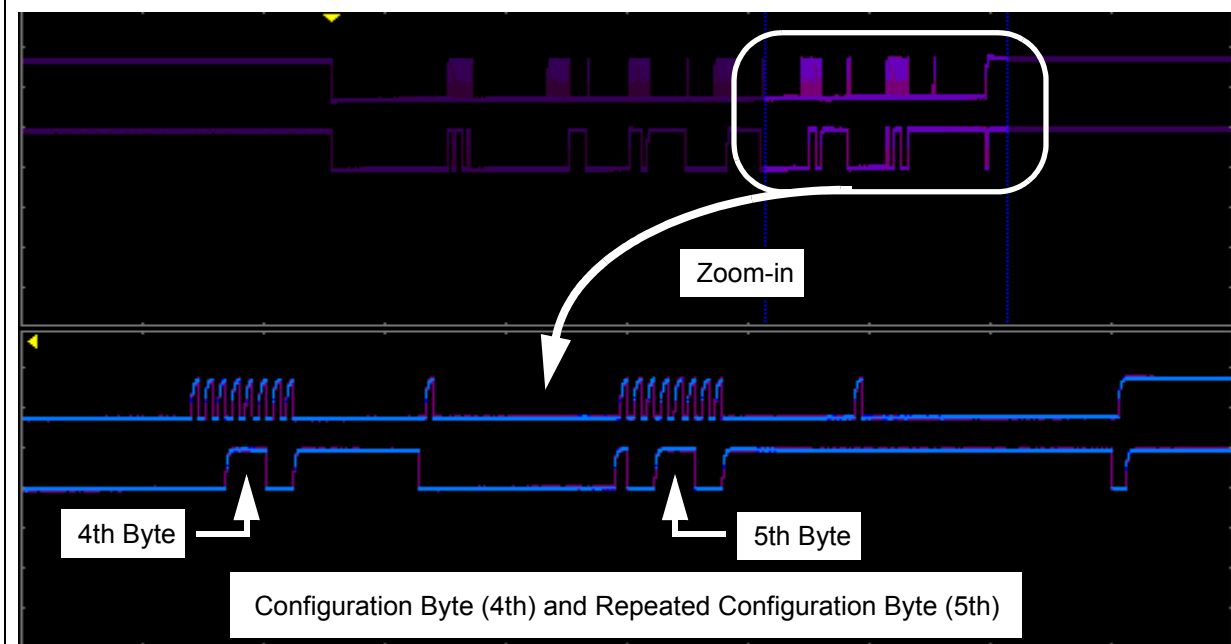 Zoom-in
4th Byte
5th Byte
Configuration Byte (4th) and Repeated Configuration Byte (5th)